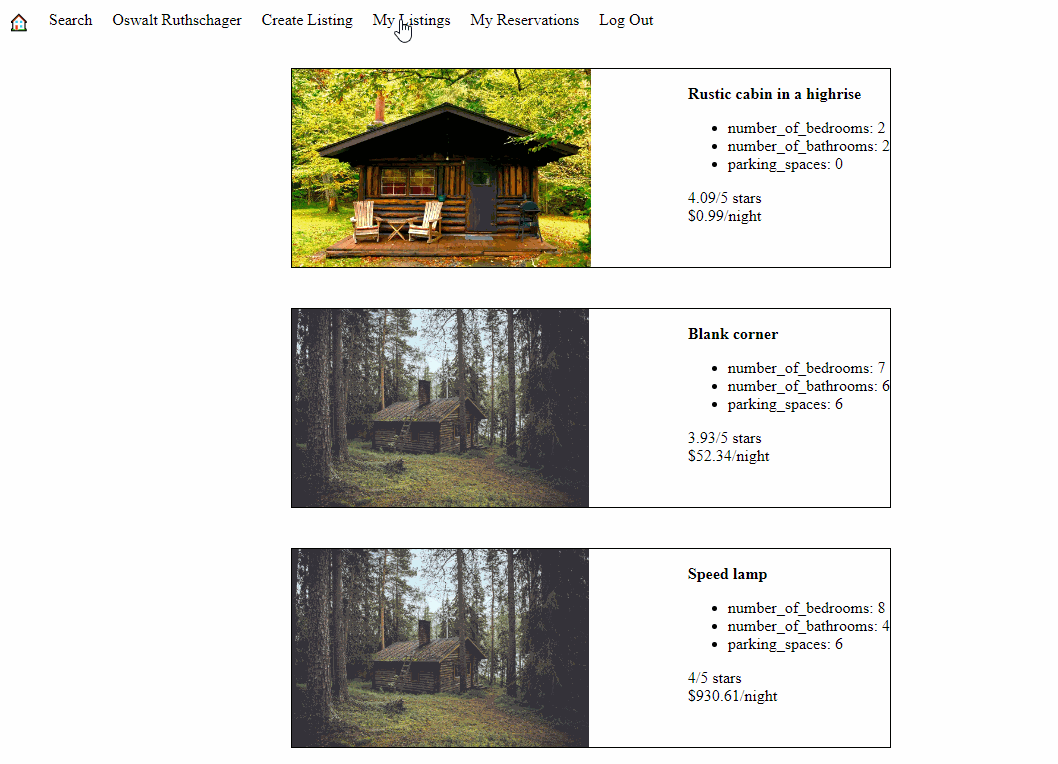 Search Oswalt Ruthschager Create Listing My Listings My Reservations Log Out
Rustic cabin in a highrise
number_of_bedrooms: 2
number_of_bathrooms: 2
parking_spaces: 0
4.09/5 stars
$0.99/night
Blank corner
number_of_bedrooms: 7
number_of_bathrooms: 6
parking_spaces: 6
3.93/5 stars
$52.34/night
Speed lamp
number_of_bedrooms: 8
number_of_bathrooms: 4
parking_spaces: 6
4/5 stars
$930.61/night